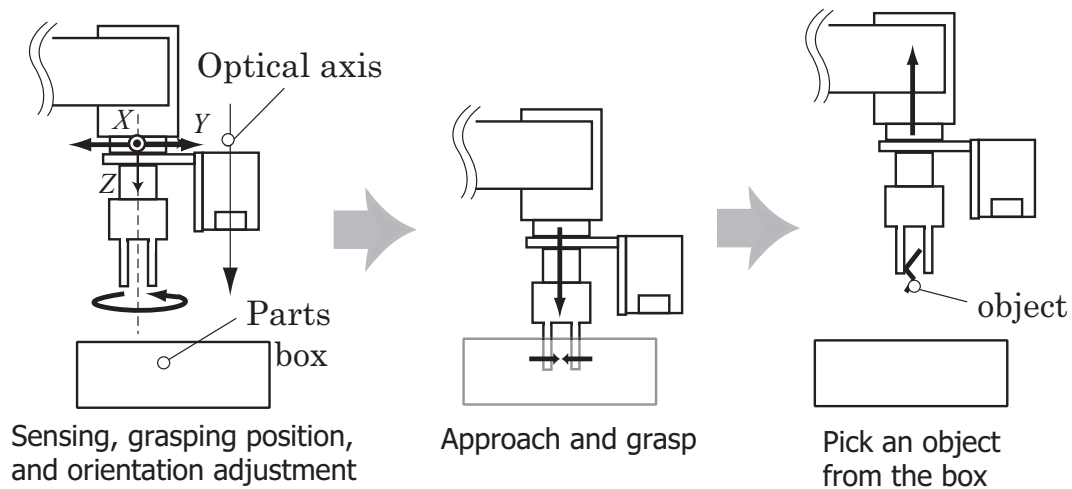 Optical axis
X
Y
Z
Parts
box
object
Sensing, grasping position,
and orientation adjustment
Approach and grasp
Pick an object
from the box